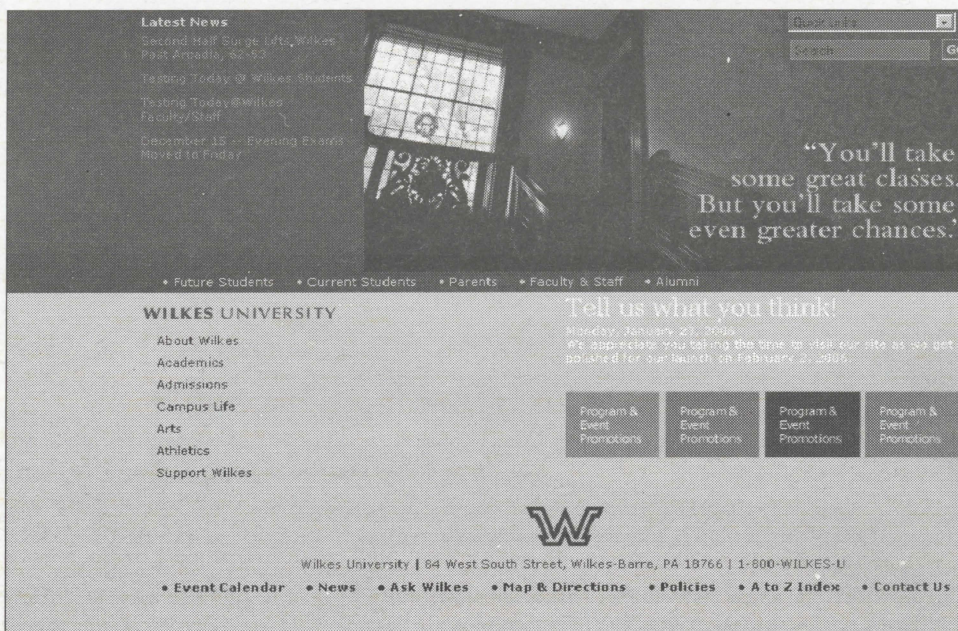 Latest News
Second Half Surge Lifts Wilkes
Past Arcadia, 62-53
Testing Today @ Wilkes Students
Testing Today@Wilkes
Faculty/Staff
December 15 -- Evening Exams
Moved to Friday
Quick Links
Search
GO
“You'll take
some great classes.
But you'll take some
even greater chances.”
• Future Students • Current Students • Parents • Faculty & Staff • Alumni
WILKES UNIVERSITY
About Wilkes
Academics
Admissions
Campus Life
Arts
Athletics
Support Wilkes
Tell us what you think!
Monday, January 23, 2006
We appreciate you taking the time to visit our site as we get
polished for our launch on February 2, 2006.
Program &
Event
Promotions
Program &
Event
Promotions
Program &
Event
Promotions
Program &
Event
Promotions
W
Wilkes University | 84 West South Street, Wilkes-Barre, PA 18766 | 1-800-WILKES-U
• Event Calendar • News • Ask Wilkes • Map & Directions • Policies • A to Z Index • Contact Us